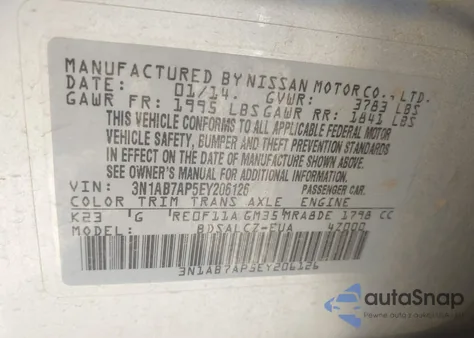 MANUFACTURED BY NISSAN MOTOR CO., LTD.
DATE: 01/14. GVWR: 3783 LBS
GAWR FR: 1995 LBS GAWR RR: 1841 LBS
THIS VEHICLE CONFORMS TO ALL APPLICABLE FEDERAL MOTOR
VEHICLE SAFETY, BUMPER AND THEFT PREVENTION STANDARDS
IN EFFECT ON THE DATE OF MANUFACTURE SHOWN ABOVE.
SEE OWNER'S MANUAL FOR ADDITIONAL INFORMATION.
VIN: 3N1AB7AP5EY206126 PASSENGER CAR.
COLOR TRIM TRANS AXLE ENGINE
K23 G RE0F11A GM35 MRA8DE 1798 CC
MODEL: BDSALCZ-EUA 4Z000
3N1AB7AP5EY206126
autoSnap